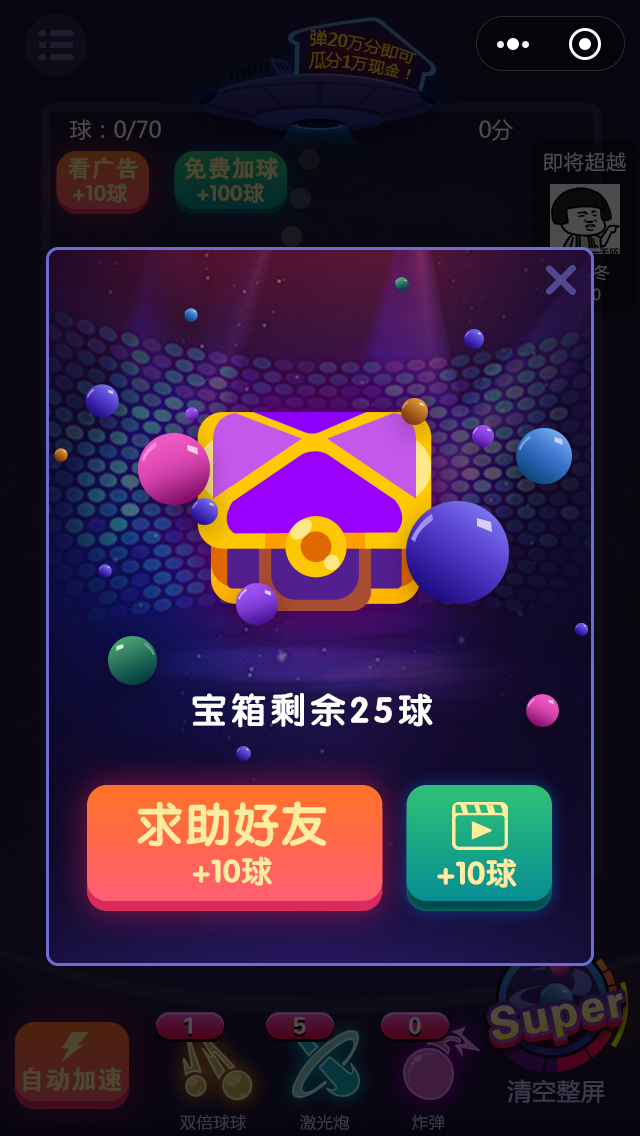 弹20万分即可
瓜分1万现金！
球：0/70
0分
看广告
+10球
免费加球
+100球
即将超越
冬
0
宝箱剩余25球
求助好友
+10球
+10球
1
5
0
Super
自动加速
双倍球球
激光炮
炸弹
清空整屏